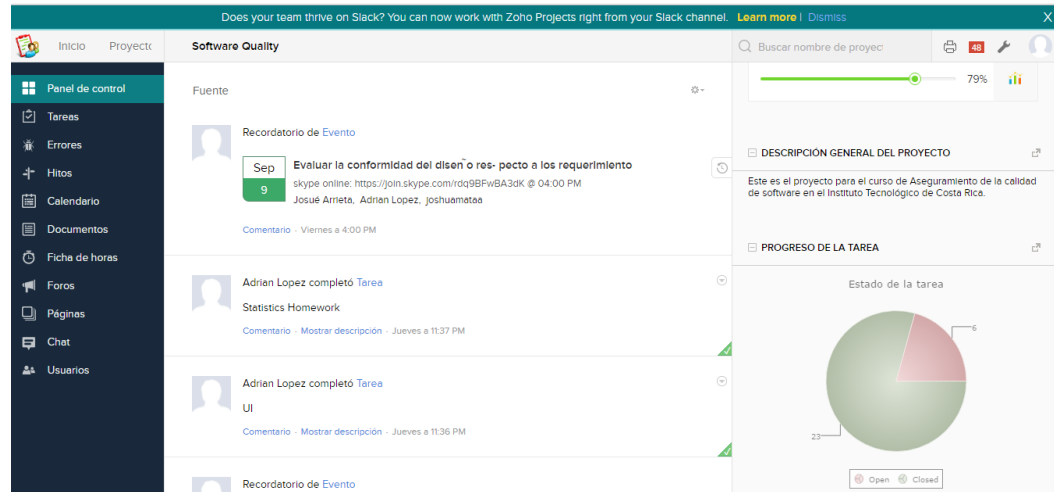 Does your team thrive on Slack? You can now work with Zoho Projects right from your Slack channel. Learn more | Dismiss X
Inicio Proyectc Software Quality Buscar nombre de proyec 48
Panel de control
Tareas
Errores
Hitos
Calendario
Documentos
Ficha de horas
Foros
Páginas
Chat
Usuarios
Fuente
Recordatorio de Evento
Sep
9
Evaluar la conformidad del disen˜o res- pecto a los requerimiento
skype online: https://join.skype.com/rdq9BFwBA3dK @ 04:00 PM
Josué Arrieta, Adrian Lopez, joshuamataa
Comentario - Viernes a 4:00 PM
Adrian Lopez completó Tarea
Statistics Homework
Comentario - Mostrar descripción - Jueves a 11:37 PM
Adrian Lopez completó Tarea
UI
Comentario - Mostrar descripción - Jueves a 11:36 PM
Recordatorio de Evento
79%
DESCRIPCIÓN GENERAL DEL PROYECTO
Este es el proyecto para el curso de Aseguramiento de la calidad
de software en el Instituto Tecnológico de Costa Rica.
PROGRESO DE LA TAREA
Estado de la tarea
6
23
Open Closed